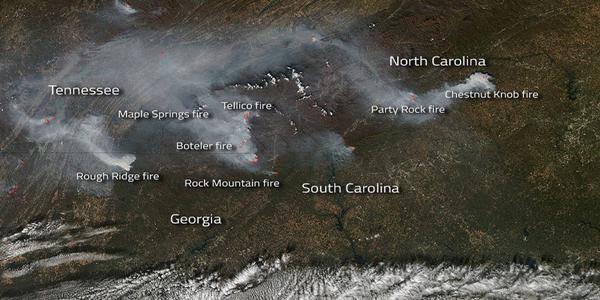 North Carolina
Tennessee
Chestnut Knob fire
Tellico fire
Party Rock fire
Maple Springs fire
Boteler fire
Rough Ridge fire
Rock Mountain fire
South Carolina
Georgia